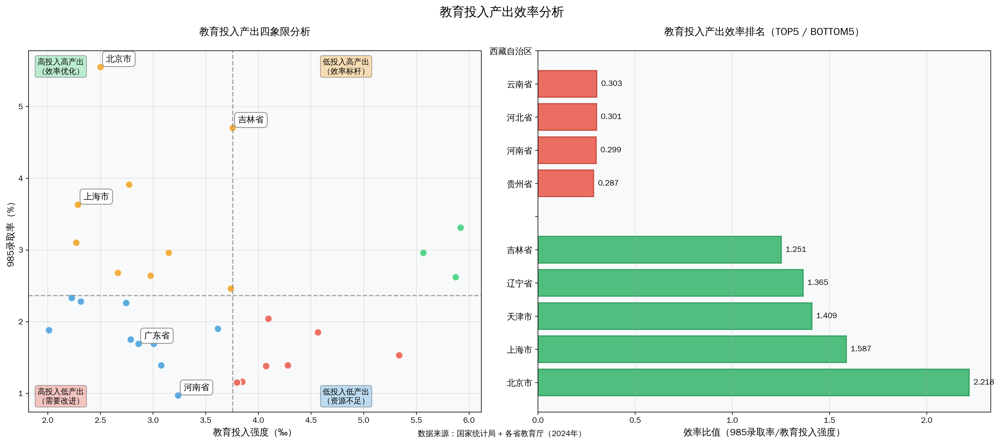 教育投入产出效率分析
教育投入产出四象限分析
高投入高产出
（效率优化）
北京市
低投入高产出
（效率标杆）
吉林省
上海市
广东省
河南省
高投入低产出
（需要改进）
低投入低产出
（资源不足）
5
4
3
2
1
985录取率（%）
2.0 2.5 3.0 3.5 4.0 4.5 5.0 5.5 6.0
教育投入强度（‰）
教育投入产出效率排名（TOP5 / BOTTOM5）
西藏自治区
云南省 0.303
河北省 0.301
河南省 0.299
贵州省 0.287
吉林省 1.251
辽宁省 1.365
天津市 1.409
上海市 1.587
北京市 2.218
0.0 0.5 1.0 1.5 2.0
效率比值（985录取率/教育投入强度）
数据来源：国家统计局 + 各省教育厅（2024年）